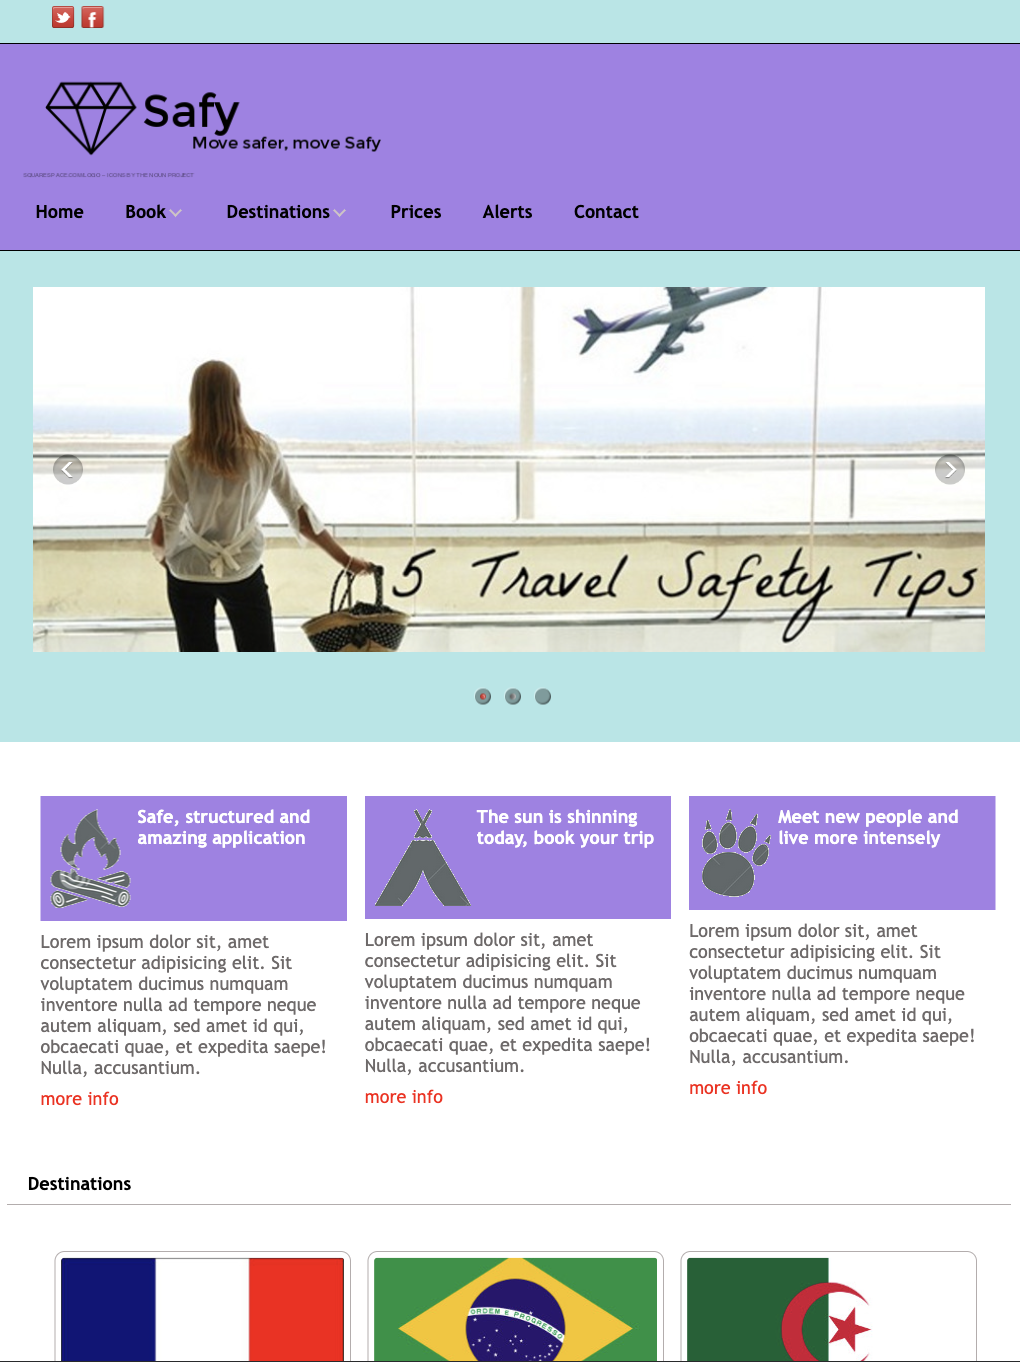 Safy
Move safer, move Safy
SQUARESPACE.COM/LOGO — ICONS BY THE NOUN PROJECT
Home Book Destinations Prices Alerts Contact
5 Travel Safety Tips
Safe, structured and
amazing application
Lorem ipsum dolor sit, amet
consectetur adipisicing elit. Sit
voluptatem ducimus numquam
inventore nulla ad tempore neque
autem aliquam, sed amet id qui,
obcaecati quae, et expedita saepe!
Nulla, accusantium.
more info
The sun is shinning
today, book your trip
Lorem ipsum dolor sit, amet
consectetur adipisicing elit. Sit
voluptatem ducimus numquam
inventore nulla ad tempore neque
autem aliquam, sed amet id qui,
obcaecati quae, et expedita saepe!
Nulla, accusantium.
more info
Meet new people and
live more intensely
Lorem ipsum dolor sit, amet
consectetur adipisicing elit. Sit
voluptatem ducimus numquam
inventore nulla ad tempore neque
autem aliquam, sed amet id qui,
obcaecati quae, et expedita saepe!
Nulla, accusantium.
more info
Destinations
ORDEM E PROGRESSO